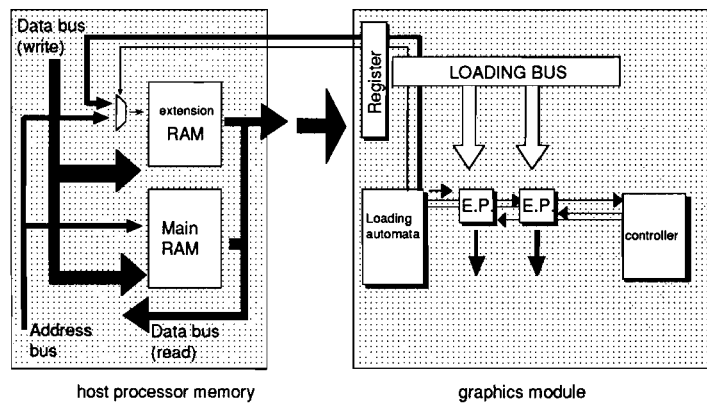 Data bus
(write)
extension
RAM
Main
RAM
Address
bus
Data bus
(read)
host processor memory
Register
LOADING BUS
Loading
automata
E.P.
E.P.
controller
graphics module